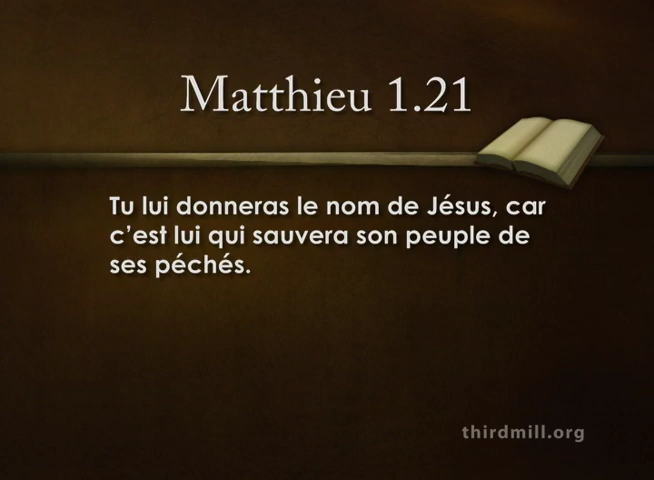 Matthieu 1.21
Tu lui donneras le nom de Jésus, car
c’est lui qui sauvera son peuple de
ses péchés.
thirdmill.org